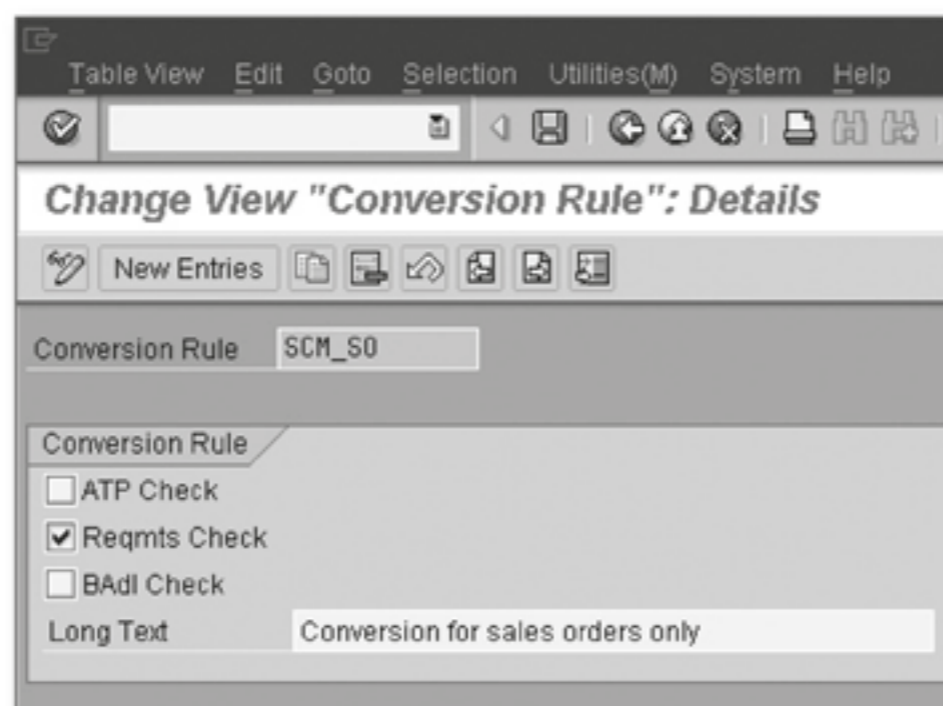 Table View Edit Goto Selection Utilities(M) System Help
Change View "Conversion Rule": Details
New Entries
Conversion Rule SCM_SO
Conversion Rule
ATP Check
Reqmts Check
BAdI Check
Long Text Conversion for sales orders only